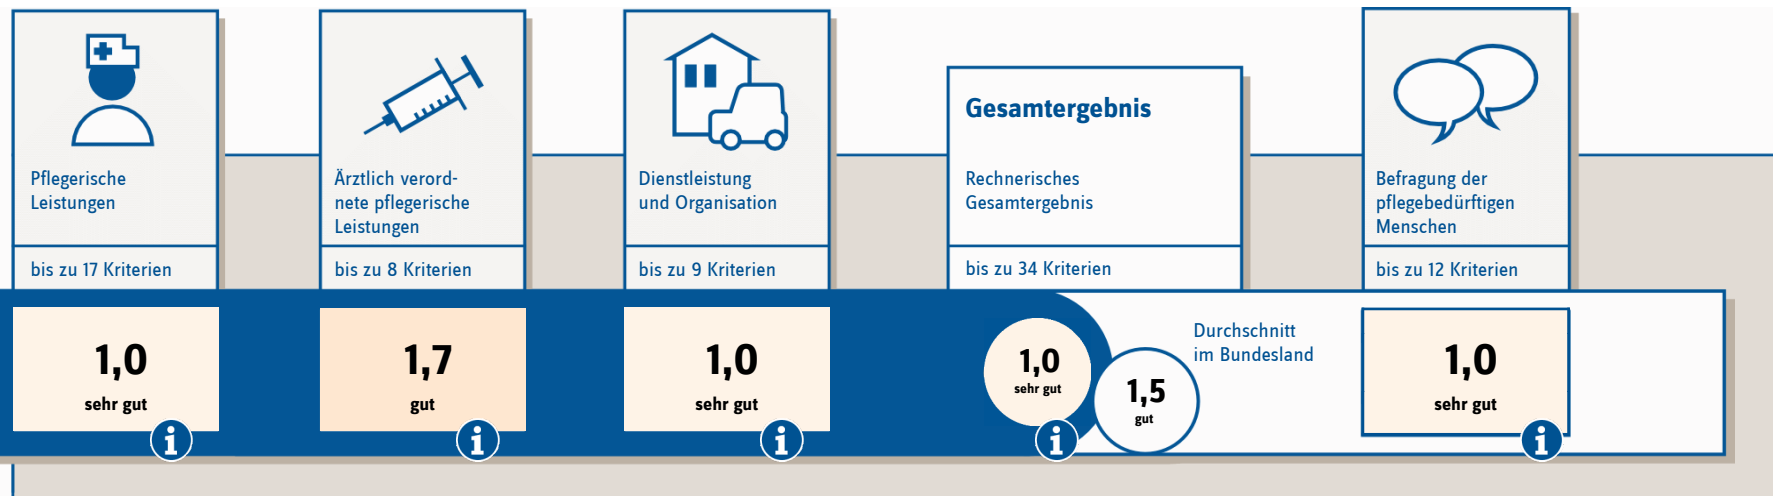 Pflegerische
Leistungen
bis zu 17 Kriterien
1,0
sehr gut
i
Ärztlich verord-
nete pflegerische
Leistungen
bis zu 8 Kriterien
1,7
gut
i
Dienstleistung
und Organisation
bis zu 9 Kriterien
1,0
sehr gut
i
Gesamtergebnis
Rechnerisches
Gesamtergebnis
bis zu 34 Kriterien
1,0
sehr gut
i
1,5
gut
Durchschnitt
im Bundesland
Befragung der
pflegebedürftigen
Menschen
bis zu 12 Kriterien
1,0
sehr gut
i